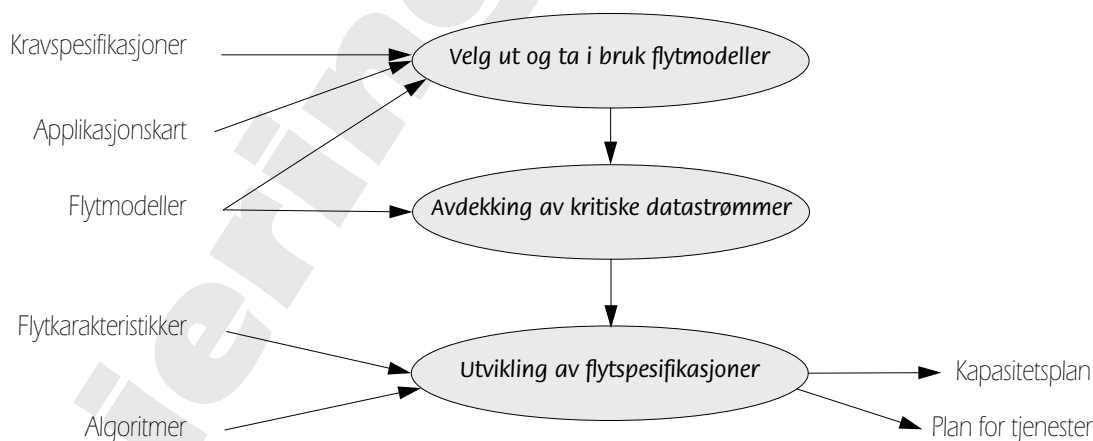 Kravspesifikasjoner
Velg ut og ta i bruk flytmodeller
Applikasjonskart
Flytmodeller
Avdekking av kritiske datastrømmer
Flytkarakteristikker
Utvikling av flytspesifikasjoner
Kapasitetsplan
Algoritmer
Plan for tjenester